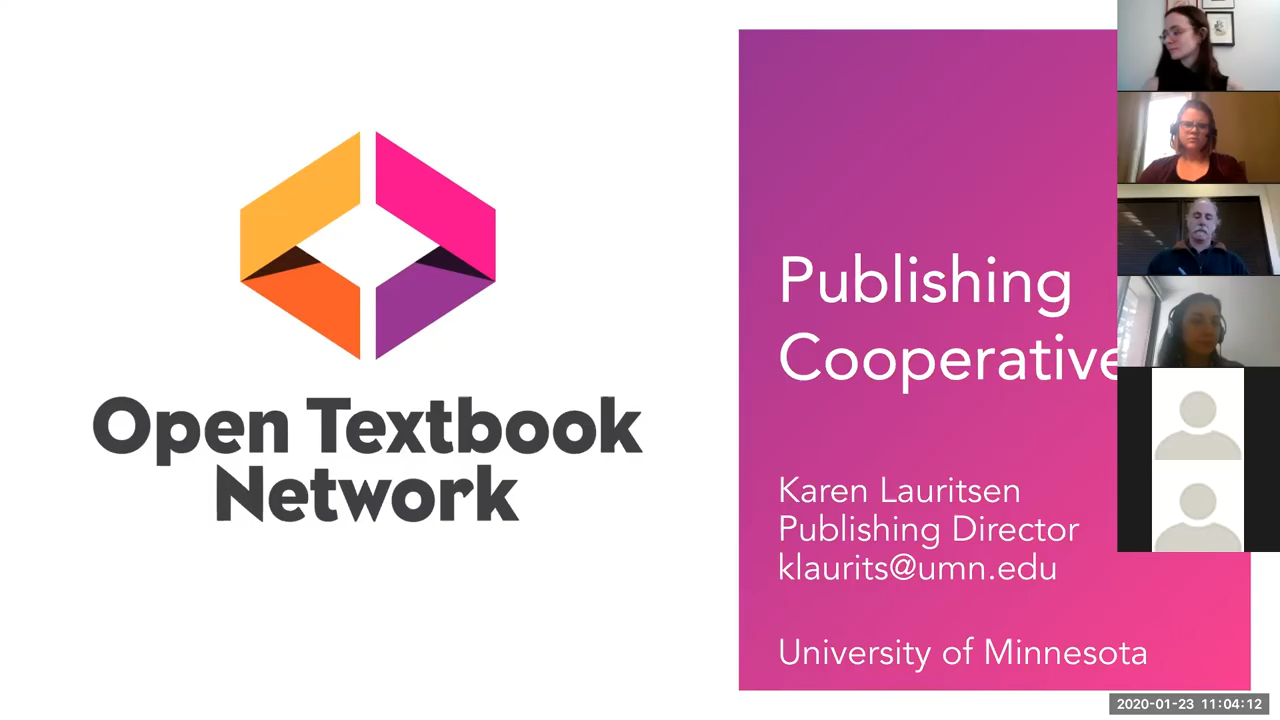 Open Textbook
Network
Publishing
Cooperative
Karen Lauritsen
Publishing Director
klaurits@umn.edu
University of Minnesota
2020-01-23 11:04:12